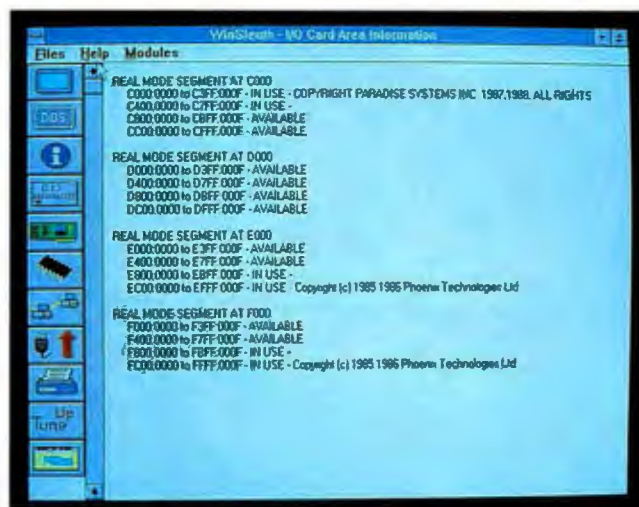 WinSleuth - I/O Card Area Information
Files Help Modules
REAL MODE SEGMENT AT C000
C000:0000 to C3FF:000F - IN USE - COPYRIGHT PARADISE SYSTEMS INC. 1987,1988, ALL RIGHTS
C400:0000 to C7FF:000F - IN USE -
C800:0000 to CBFF:000F - AVAILABLE
CC00:0000 to CFFF:000F - AVAILABLE
REAL MODE SEGMENT AT D000
D000:0000 to D3FF:000F - AVAILABLE
D400:0000 to D7FF:000F - AVAILABLE
D800:0000 to DBFF:000F - AVAILABLE
DC00:0000 to DFFF:000F - AVAILABLE
REAL MODE SEGMENT AT E000
E000:0000 to E3FF:000F - AVAILABLE
E400:0000 to E7FF:000F - AVAILABLE
E800:0000 to EBFF:000F - IN USE -
EC00:0000 to EFFF:000F - IN USE - Copyright (c) 1985 1986 Phoenix Technologies Ltd
REAL MODE SEGMENT AT F000
F000:0000 to F3FF:000F - AVAILABLE
F400:0000 to F7FF:000F - AVAILABLE
F800:0000 to FBFF:000F - IN USE -
FC00:0000 to FFFF:000F - IN USE - Copyright (c) 1985 1986 Phoenix Technologies Ltd
DOS
Up
Tune